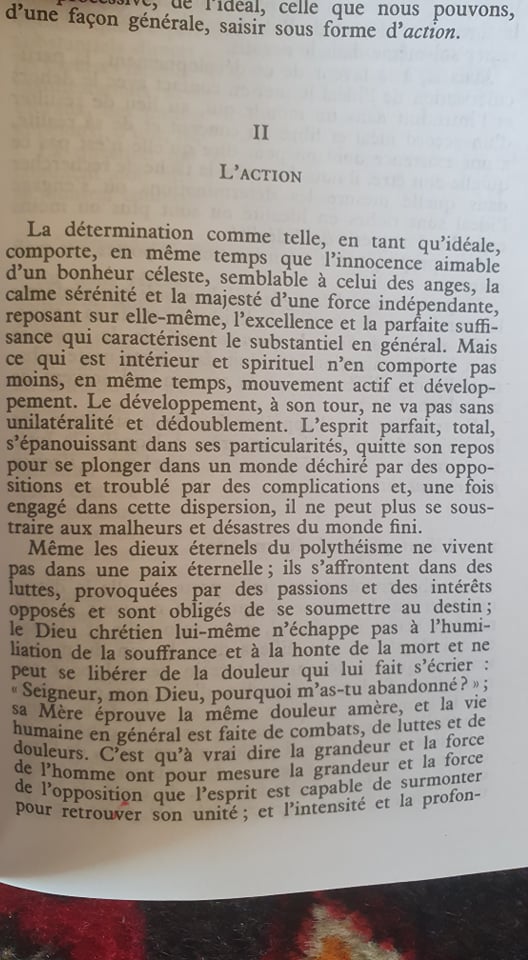 de l'idéal, celle que nous pouvons,
d'une façon générale, saisir sous forme d'action.
II
L'ACTION
La détermination comme telle, en tant qu'idéale,
comporte, en même temps que l'innocence aimable
d'un bonheur céleste, semblable à celui des anges, la
calme sérénité et la majesté d'une force indépendante,
reposant sur elle-même, l'excellence et la parfaite suffi-
sance qui caractérisent le substantiel en général. Mais
ce qui est intérieur et spirituel n'en comporte pas
moins, en même temps, mouvement actif et dévelop-
pement. Le développement, à son tour, ne va pas sans
unilatéralité et dédoublement. L'esprit parfait, total,
s'épanouissant dans ses particularités, quitte son repos
pour se plonger dans un monde déchiré par des oppo-
sitions et troublé par des complications et, une fois
engagé dans cette dispersion, il ne peut plus se sous-
traire aux malheurs et désastres du monde fini.
Même les dieux éternels du polythéisme ne vivent
pas dans une paix éternelle ; ils s'affrontent dans des
luttes, provoquées par des passions et des intérêts
opposés et sont obligés de se soumettre au destin ;
le Dieu chrétien lui-même n'échappe pas à l'humi-
liation de la souffrance et à la honte de la mort et ne
peut se libérer de la douleur qui lui fait s'écrier :
« Seigneur, mon Dieu, pourquoi m'as-tu abandonné ? » ;
sa Mère éprouve la même douleur amère, et la vie
humaine en général est faite de combats, de luttes et de
douleurs. C'est qu'à vrai dire la grandeur et la force
de l'homme ont pour mesure la grandeur et la force
de l'opposition que l'esprit est capable de surmonter
pour retrouver son unité ; et l'intensité et la profon-